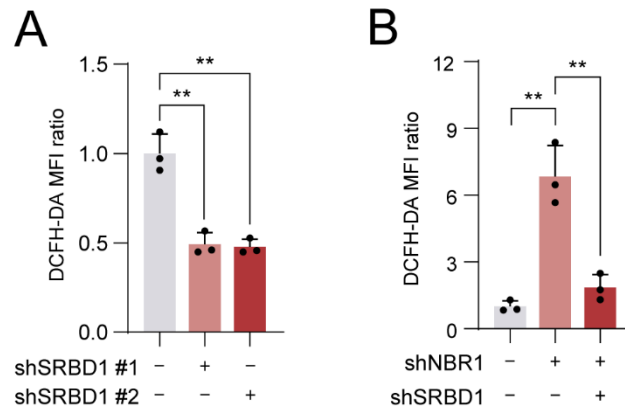 A
DCFH-DA MFI ratio
1.5
1.0
0.5
0.0
**
**
shSRBD1 #1 – + –
shSRBD1 #2 – – +
B
DCFH-DA MFI ratio
12
9
6
3
0
**
**
shNBR1 – + +
shSRBD1 – – +